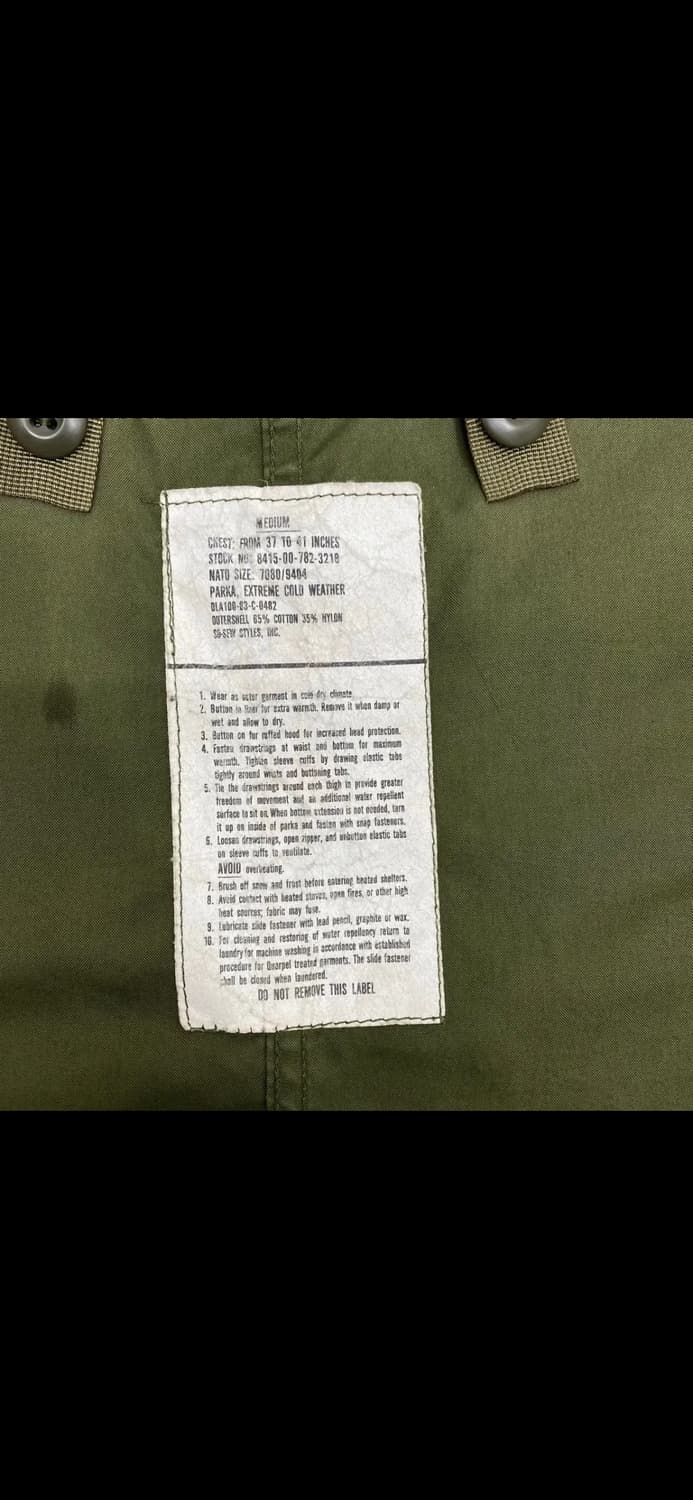 MEDIUM
CHEST: FROM 37 TO 41 INCHES
STOCK NO: 8415-00-782-3218
NATO SIZE: 7080/9404
PARKA, EXTREME COLD WEATHER
DLA100-83-C-0482
OUTERSHELL 65% COTTON 35% NYLON
SO-SEW STYLES, INC.
1. Wear as outer garment in cold-dry climate.
2. Button in liner for extra warmth. Remove it when damp or
wet and allow to dry.
3. Button on fur ruffed hood for increased head protection.
4. Fasten drawstrings at waist and bottom for maximum
warmth. Tighten sleeve cuffs by drawing elastic tabs
tightly around wrists and buttoning tabs.
5. Tie the drawstrings around each thigh to provide greater
freedom of movement and an additional water repellent
surface to sit on. When bottom extension is not needed, turn
it up on inside of parka and fasten with snap fasteners.
6. Loosen drawstrings, open zipper, and unbutton elastic tabs
on sleeve cuffs to ventilate.
AVOID overheating.
7. Brush off snow and frost before entering heated shelters.
8. Avoid contact with heated stoves, open fires, or other high
heat sources; fabric may fuse.
9. Lubricate slide fastener with lead pencil, graphite or wax.
10. For cleaning and restoring of water repellency return to
laundry for machine washing in accordance with established
procedure for Quarpel treated garments. The slide fastener
shall be closed when laundered.
DO NOT REMOVE THIS LABEL